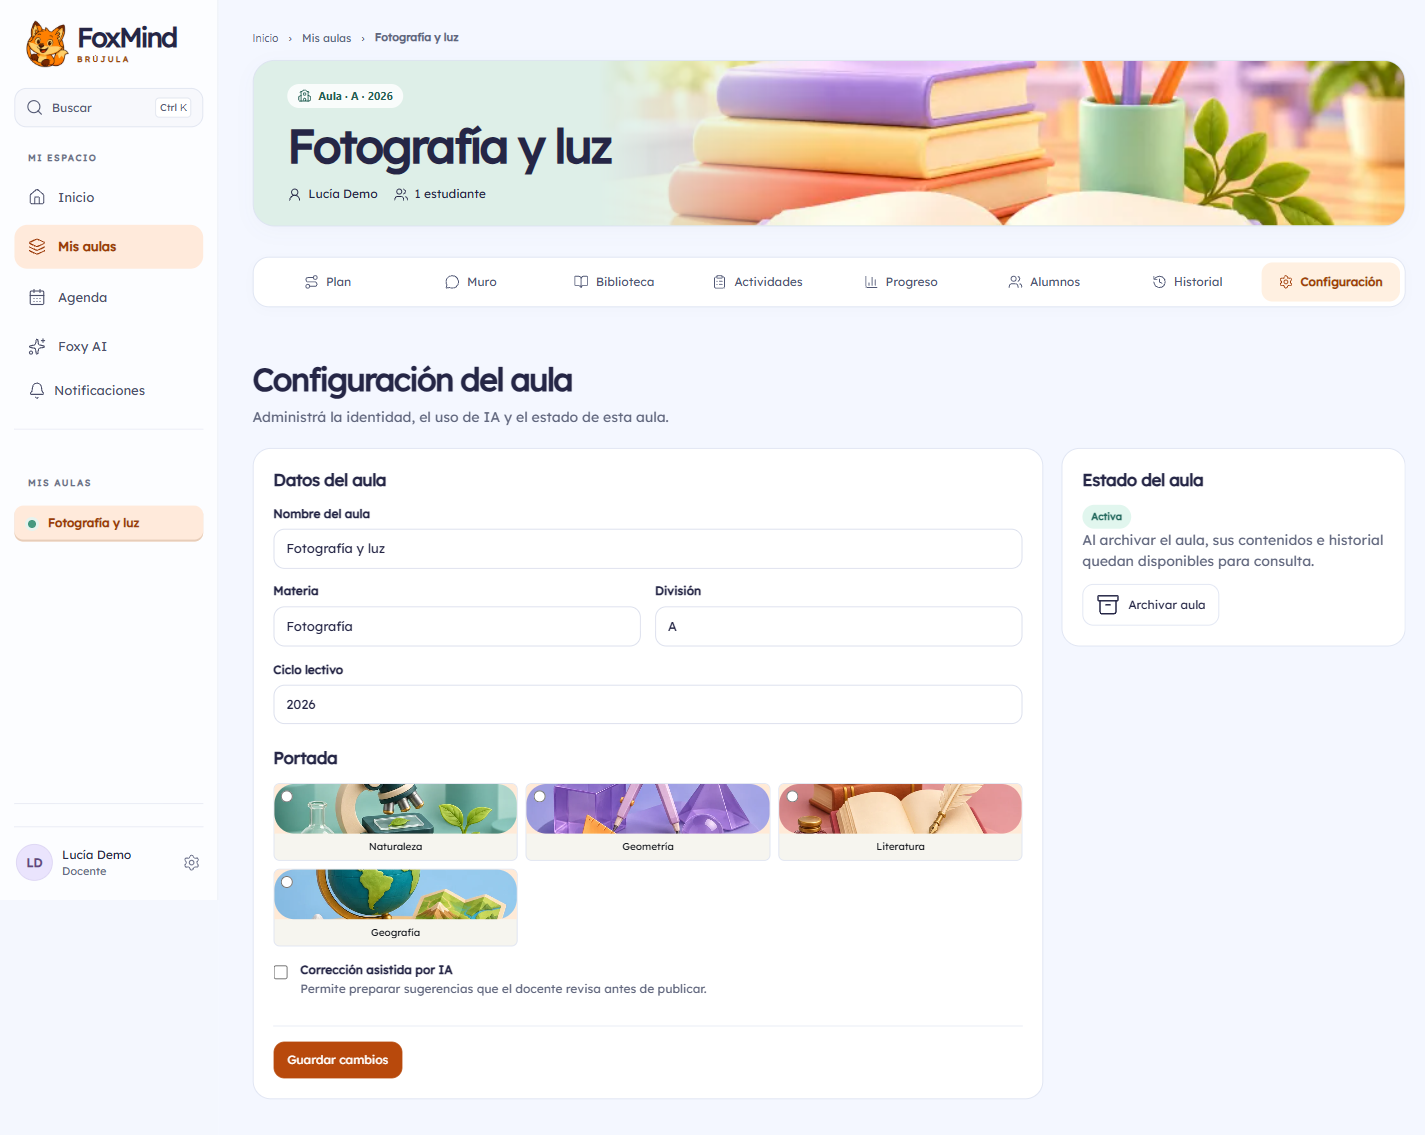 FoxMind
BRÚJULA
Buscar
Ctrl K
MI ESPACIO
Inicio
Mis aulas
Agenda
Foxy AI
Notificaciones
MIS AULAS
Fotografía y luz
LD
Lucía Demo
Docente
Inicio › Mis aulas › Fotografía y luz
Aula · A · 2026
Fotografía y luz
Lucía Demo 1 estudiante
Plan Muro Biblioteca Actividades Progreso Alumnos Historial Configuración
Configuración del aula
Administrá la identidad, el uso de IA y el estado de esta aula.
Datos del aula
Nombre del aula
Fotografía y luz
Materia
Fotografía
División
A
Ciclo lectivo
2026
Portada
Naturaleza
Geometría
Literatura
Geografía
Corrección asistida por IA
Permite preparar sugerencias que el docente revisa antes de publicar.
Guardar cambios
Estado del aula
Activa
Al archivar el aula, sus contenidos e historial
quedan disponibles para consulta.
Archivar aula